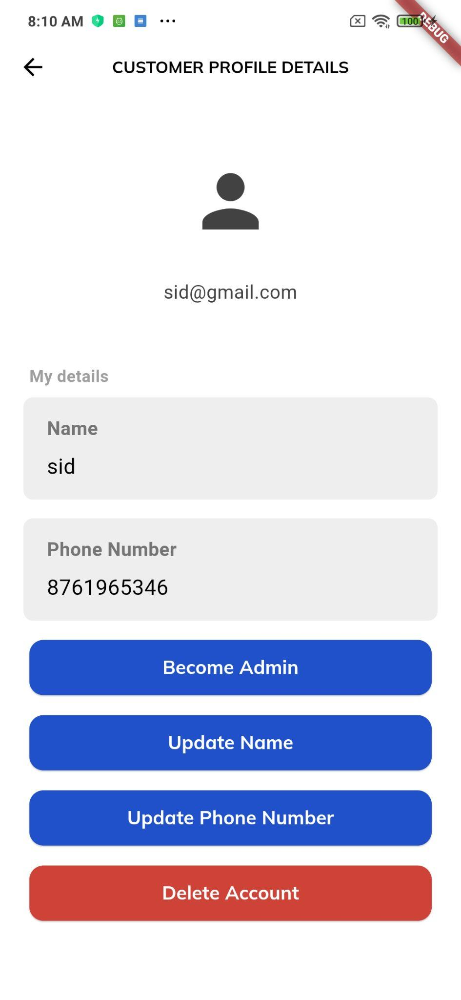 8:10 AM
100
DEBUG
CUSTOMER PROFILE DETAILS
sid@gmail.com
My details
Name
sid
Phone Number
8761965346
Become Admin
Update Name
Update Phone Number
Delete Account